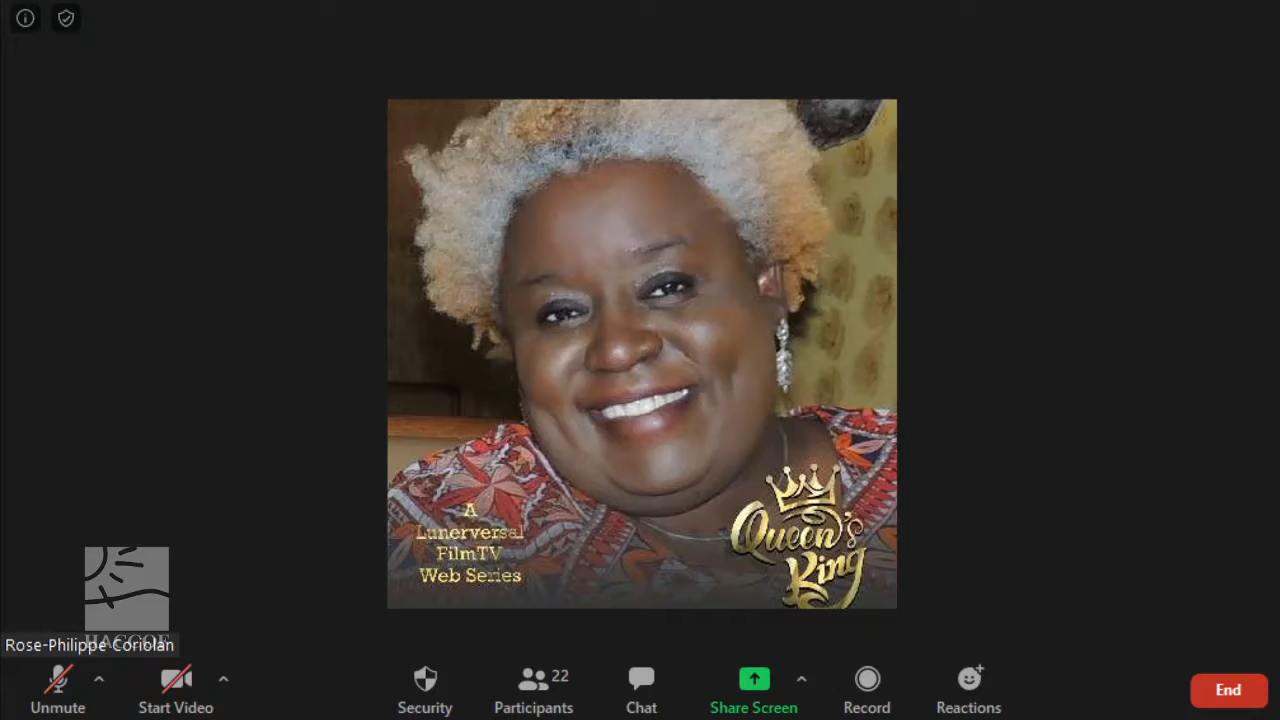 A
Lunerversal
FilmTV
Web Series
Queen's
King
HACCOF
Rose-Philippe Coriolan
Unmute
Start Video
Security
22
Participants
Chat
Share Screen
Record
Reactions
End